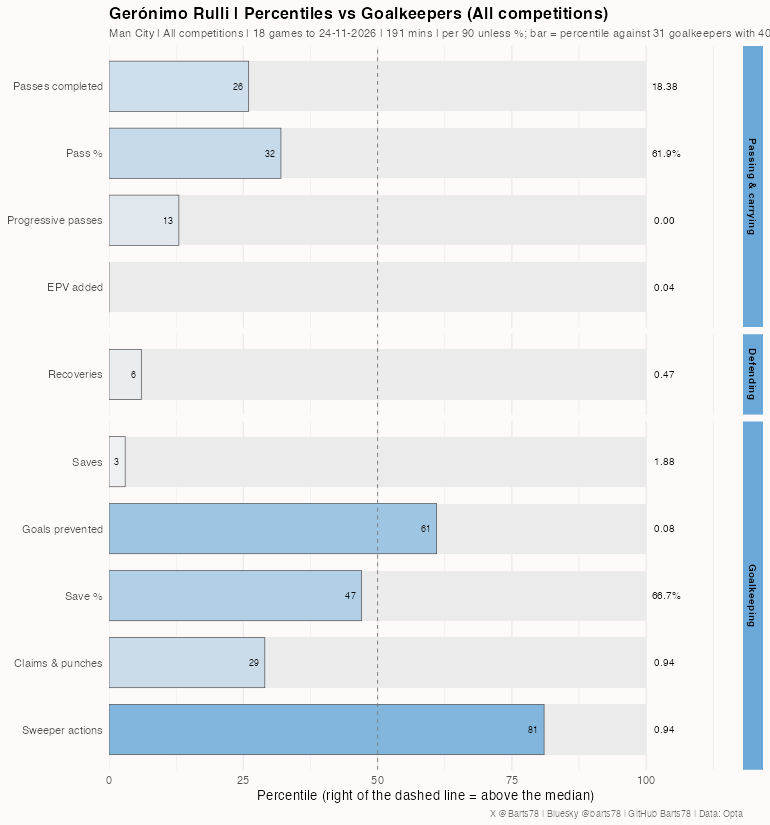 Gerónimo Rulli | Percentiles vs Goalkeepers (All competitions)
Man City | All competitions | 18 games to 24-11-2026 | 191 mins | per 90 unless %; bar = percentile against 31 goalkeepers with 40
Passes completed 26 18.38
Pass % 32 61.9%
Progressive passes 13 0.00
EPV added 0.04
Passing & carrying
Recoveries 6 0.47
Defending
Saves 3 1.88
Goals prevented 61 0.08
Save % 47 66.7%
Claims & punches 29 0.94
Sweeper actions 81 0.94
Goalkeeping
0 25 50 75 100
Percentile (right of the dashed line = above the median)
X @Barts78 | Bluesky @barts78 | GitHub Barts78 | Data: Opta